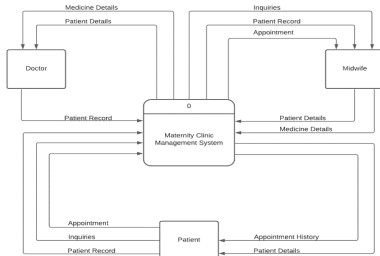 Medicine Details
Inquiries
Patient Details
Patient Record
Appointment
Doctor
Midwife
0
Patient Record
Patient Details
Maternity Clinic
Management System
Medicine Details
Appointment
Inquiries
Patient
Appointment History
Patient Record
Patient Details